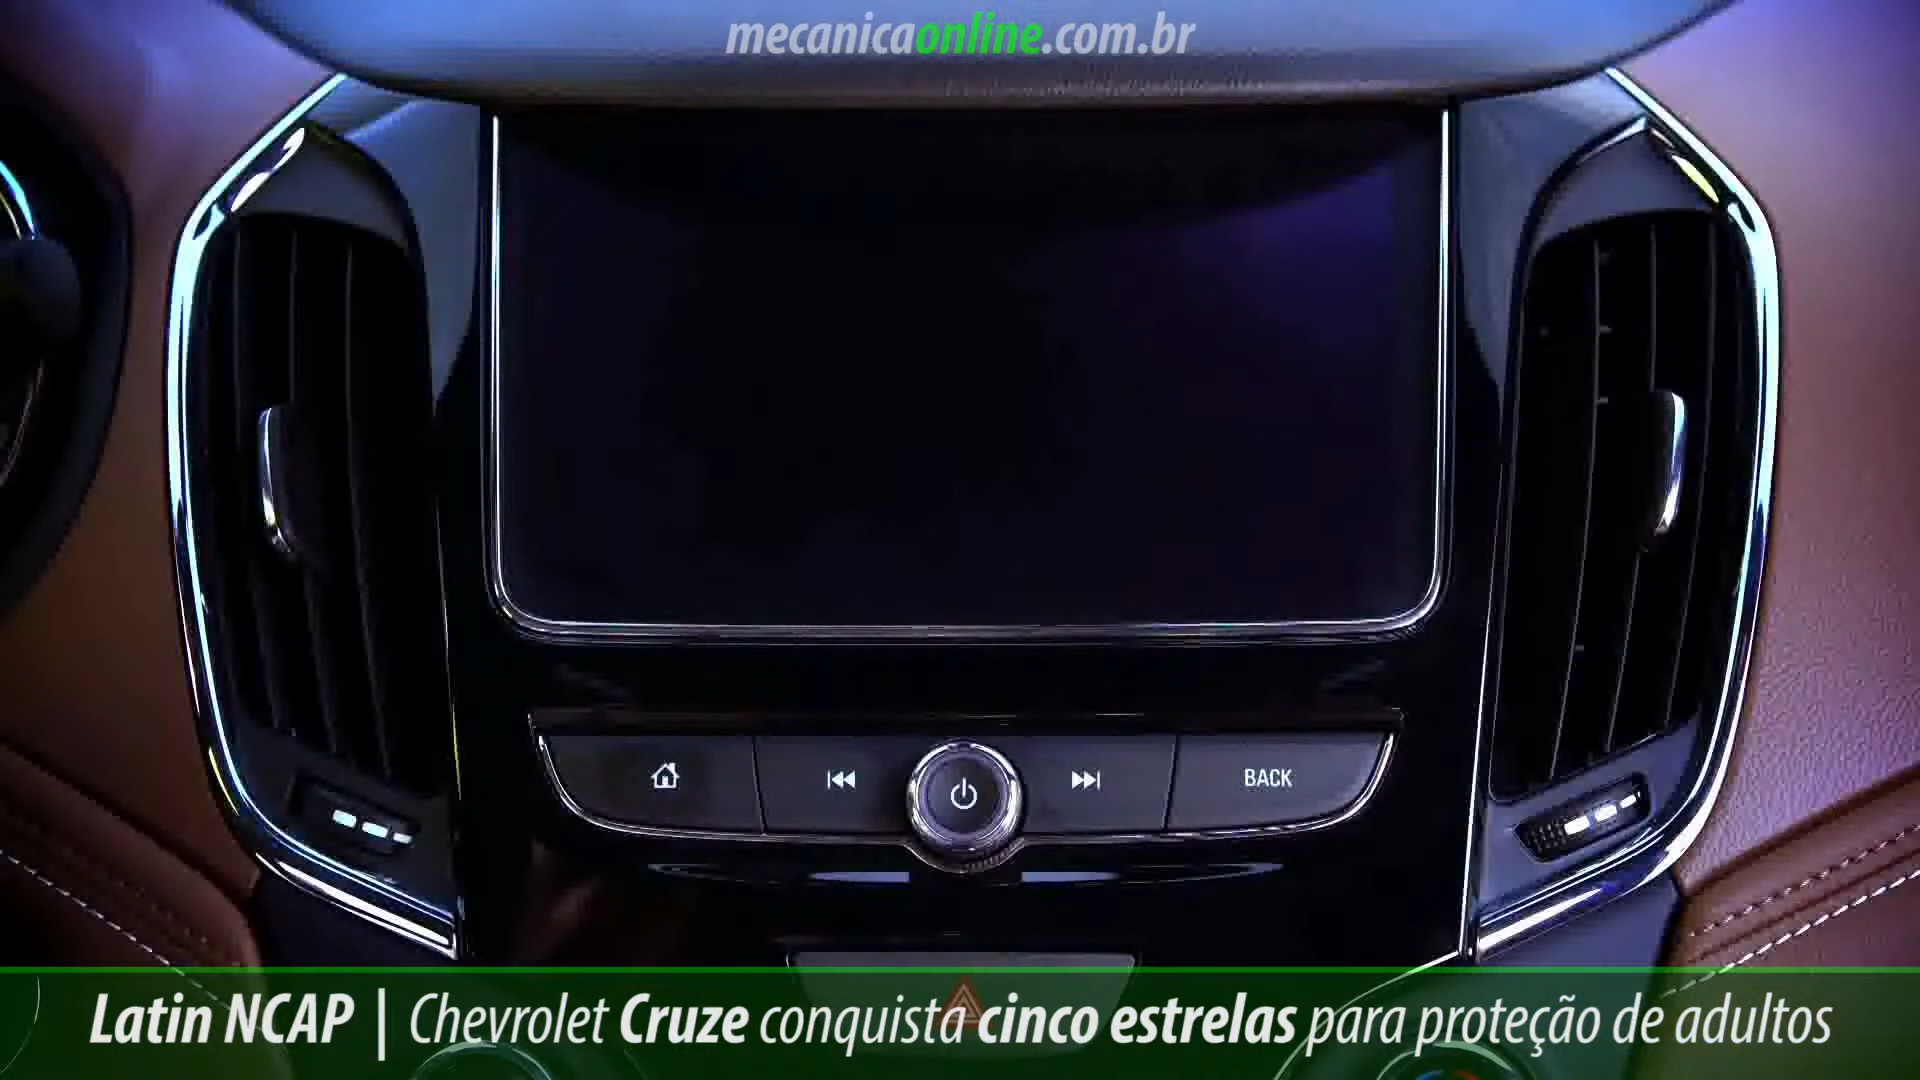 mecanicaonline.com.br
BACK
Latin NCAP | Chevrolet Cruze conquista cinco estrelas para proteção de adultos